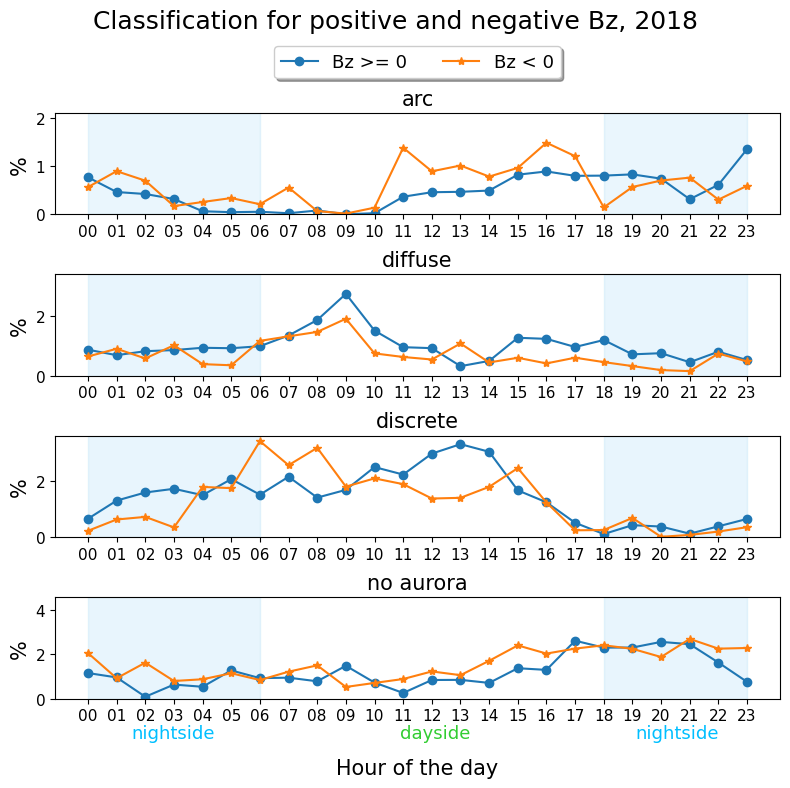 Classification for positive and negative Bz, 2018
Bz >= 0 Bz < 0
arc
2
1
0
%
00 01 02 03 04 05 06 07 08 09 10 11 12 13 14 15 16 17 18 19 20 21 22 23
diffuse
2
0
%
00 01 02 03 04 05 06 07 08 09 10 11 12 13 14 15 16 17 18 19 20 21 22 23
discrete
2
0
%
00 01 02 03 04 05 06 07 08 09 10 11 12 13 14 15 16 17 18 19 20 21 22 23
no aurora
4
2
0
%
00 01 02 03 04 05 06 07 08 09 10 11 12 13 14 15 16 17 18 19 20 21 22 23
nightside dayside nightside
Hour of the day